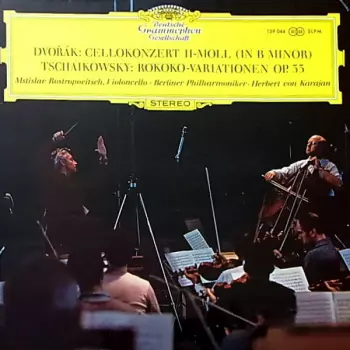 Deutsche
Grammophon
Gesellschaft
139 044 SLPM
DVOŘÁK: CELLOKONZERT H-MOLL (IN B MINOR)
TSCHAIKOWSKY: ROKOKO-VARIATIONEN OP. 33
Mstislav Rostropowitsch, Violoncello · Berliner Philharmoniker · Herbert von Karajan
STEREO